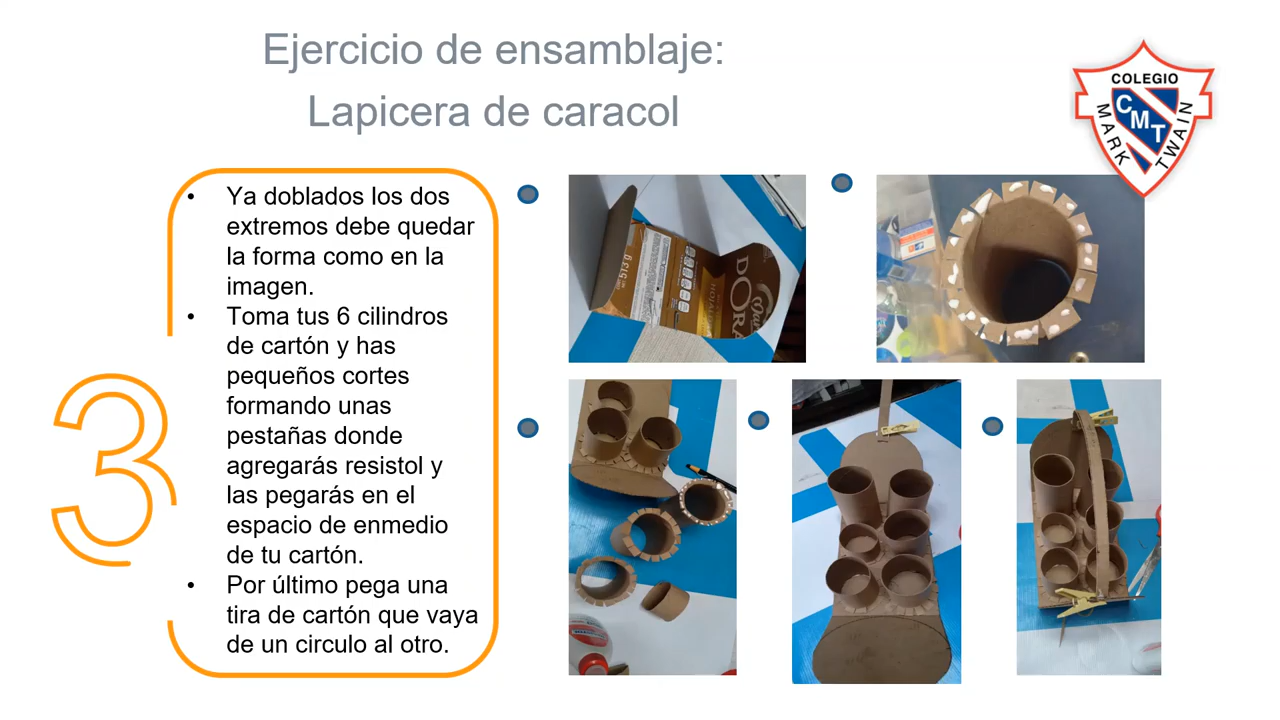 Ejercicio de ensamblaje:
Lapicera de caracol
COLEGIO
CMT
MARK TWAIN
3
• Ya doblados los dos
extremos debe quedar
la forma como en la
imagen.
• Toma tus 6 cilindros
de cartón y has
pequeños cortes
formando unas
pestañas donde
agregarás resistol y
las pegarás en el
espacio de enmedio
de tu cartón.
• Por último pega una
tira de cartón que vaya
de un circulo al otro.
513 g
DORA